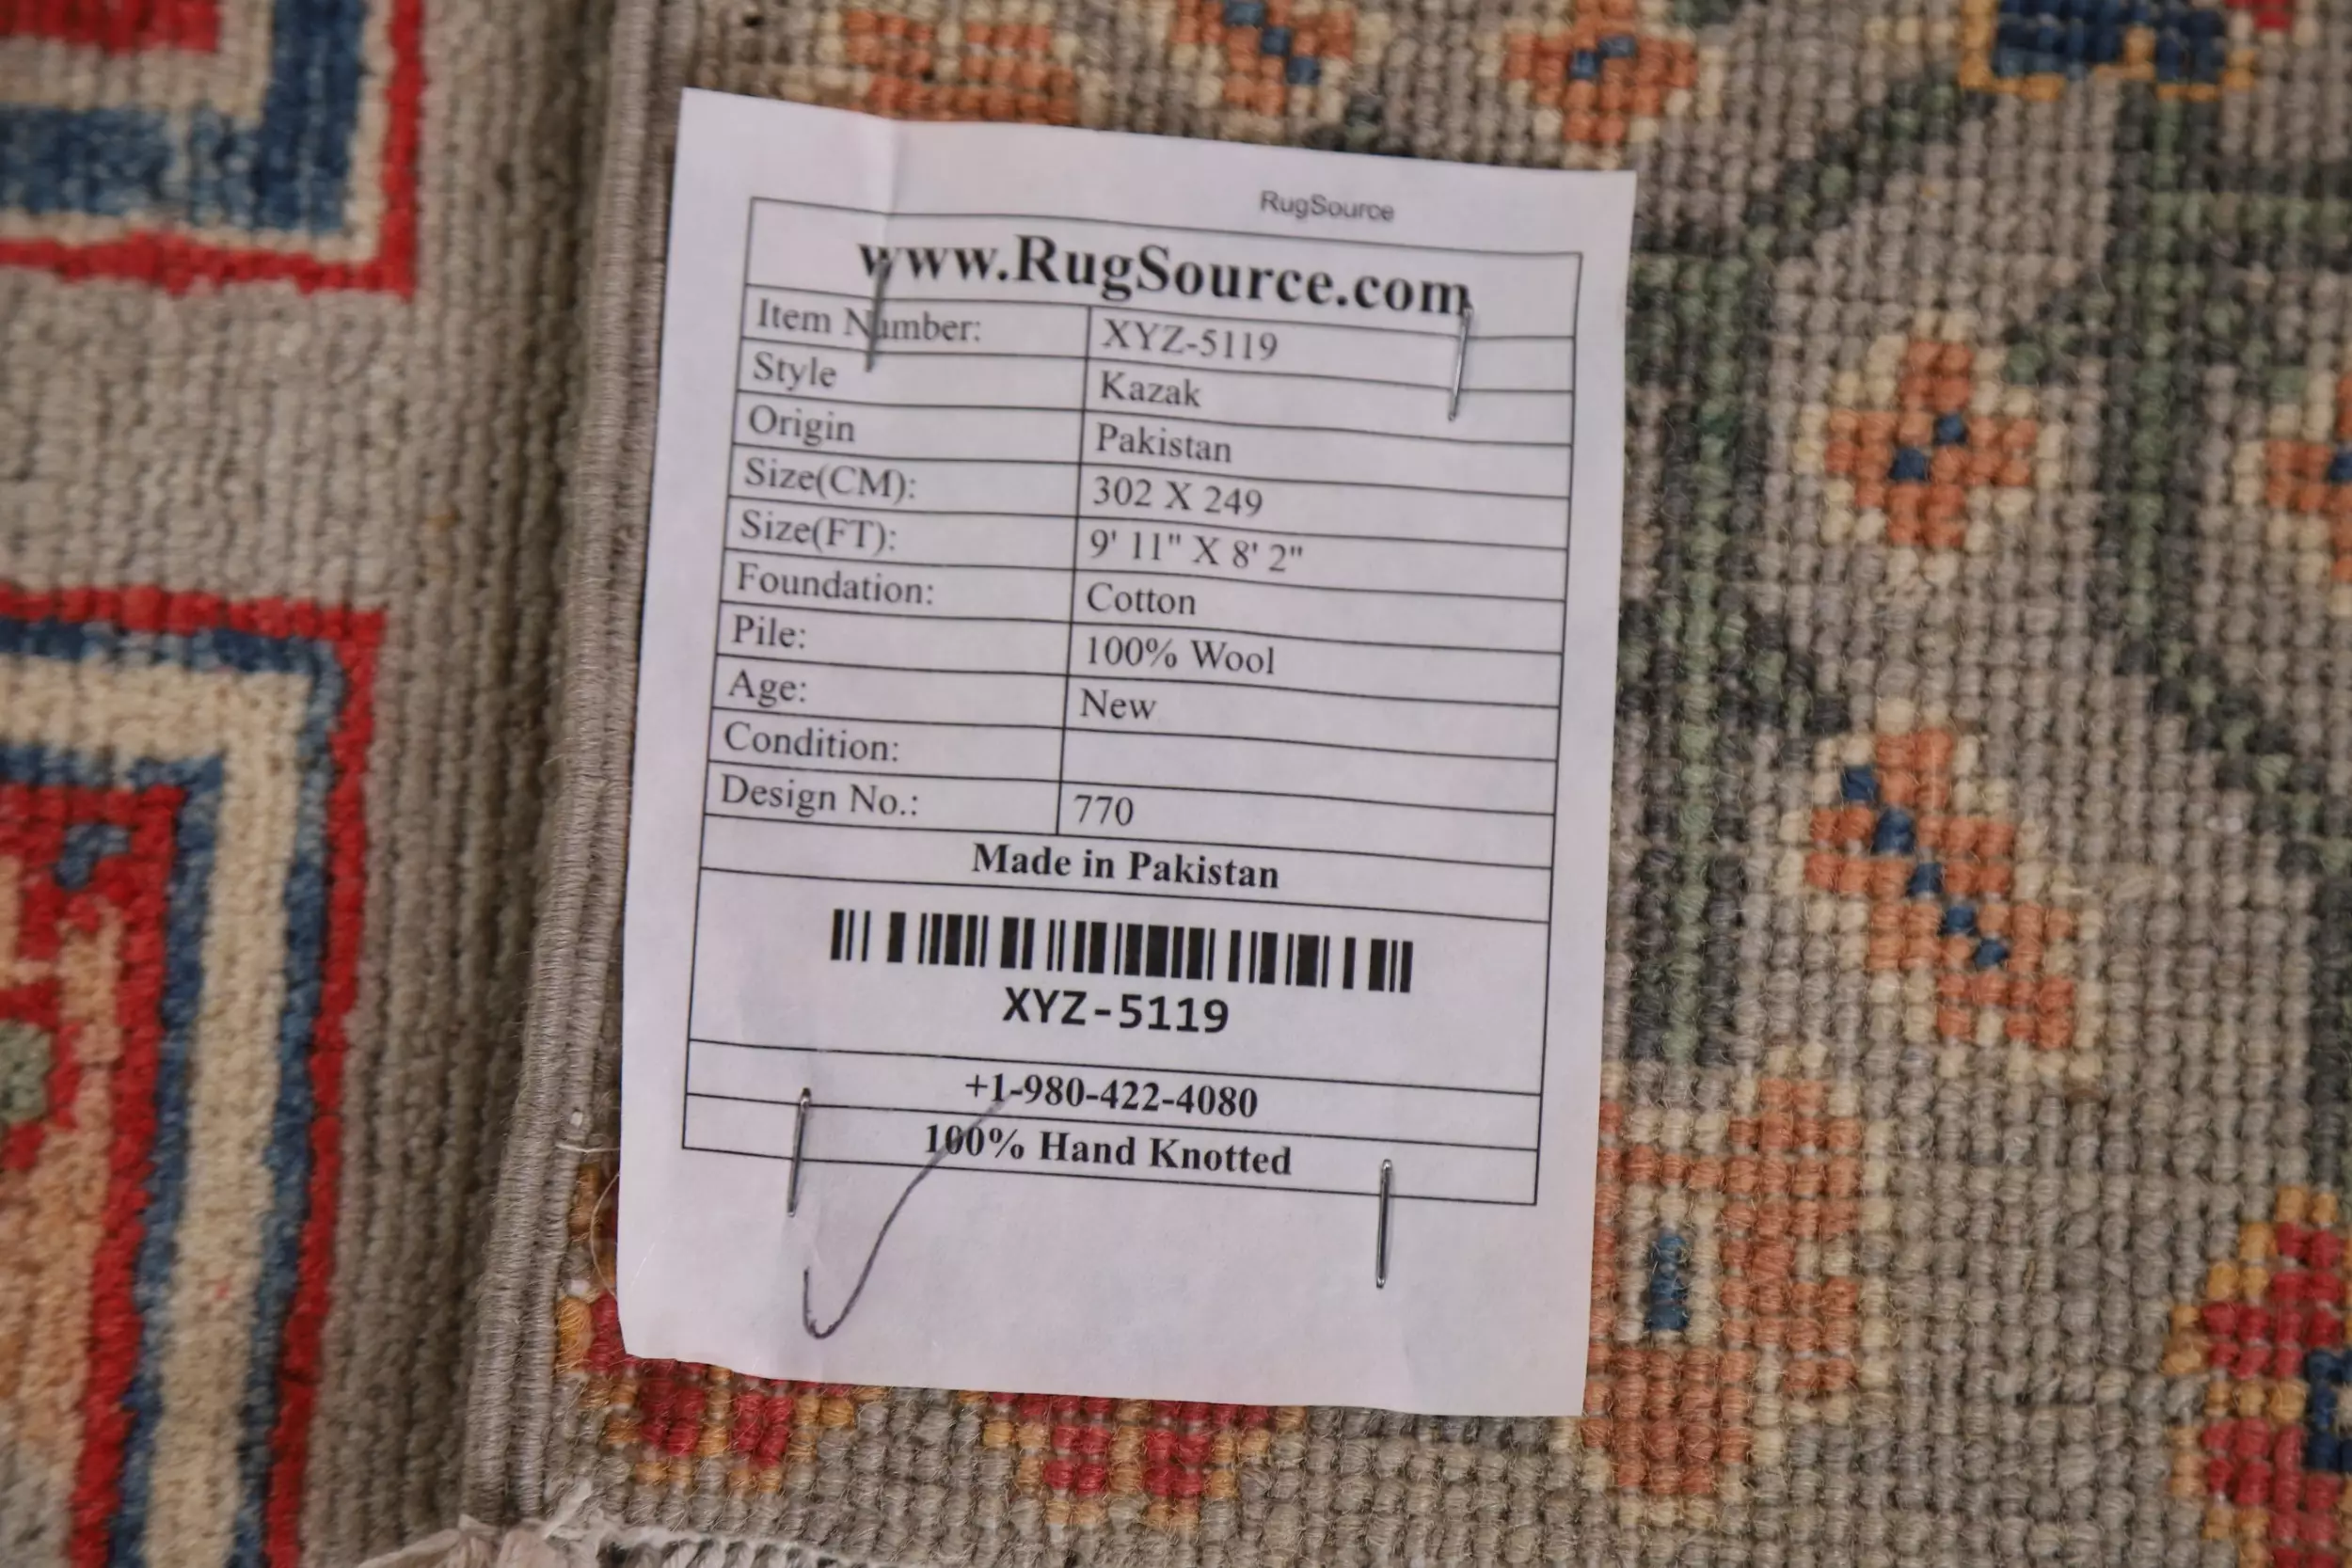 RugSource
www.RugSource.com
Item Number: XYZ-5119
Style Kazak
Origin Pakistan
Size(CM): 302 X 249
Size(FT): 9' 11" X 8' 2"
Foundation: Cotton
Pile: 100% Wool
Age: New
Condition:
Design No.: 770
Made in Pakistan
XYZ-5119
+1-980-422-4080
100% Hand Knotted